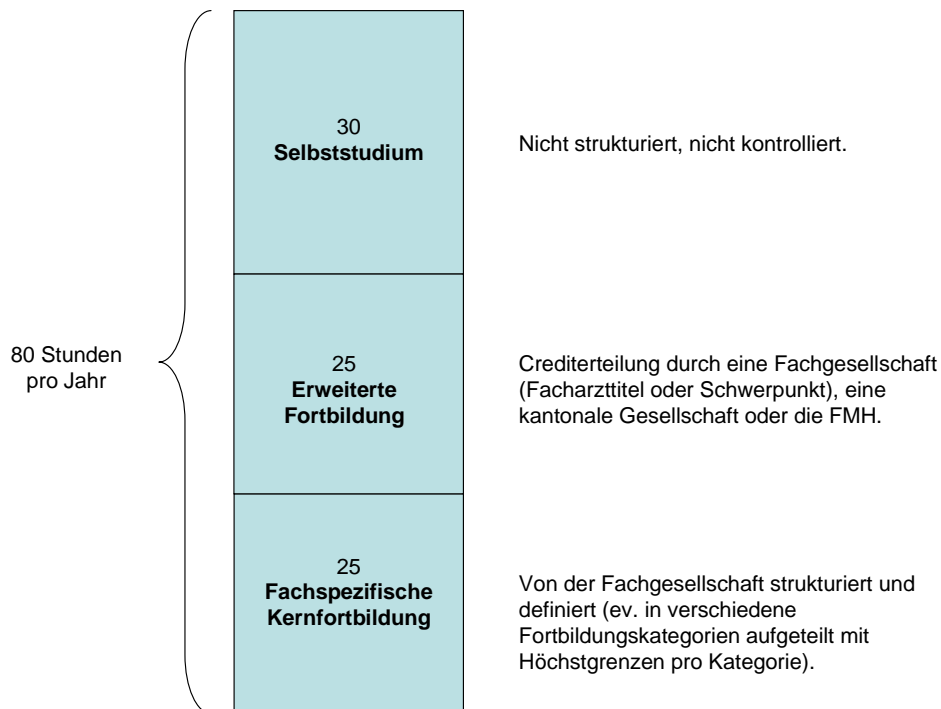 30
Selbststudium
Nicht strukturiert, nicht kontrolliert.
80 Stunden
pro Jahr
25
Erweiterte
Fortbildung
Crediterteilung durch eine Fachgesellschaft
(Facharzttitel oder Schwerpunkt), eine
kantonale Gesellschaft oder die FMH.
25
Fachspezifische
Kernfortbildung
Von der Fachgesellschaft strukturiert und
definiert (ev. in verschiedene
Fortbildungskategorien aufgeteilt mit
Höchstgrenzen pro Kategorie).